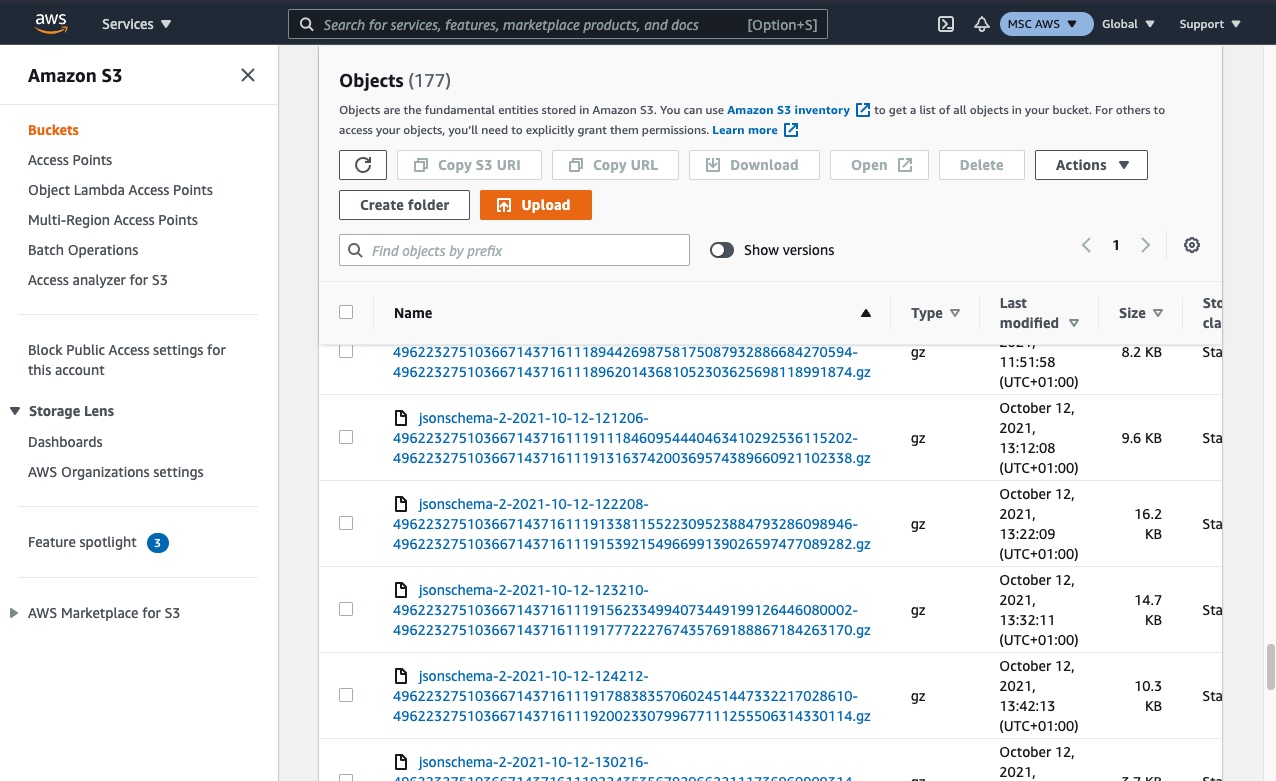 aws
Services
Search for services, features, marketplace products, and docs
[Option+S]
MSC AWS
Global
Support
Amazon S3
Buckets
Access Points
Object Lambda Access Points
Multi-Region Access Points
Batch Operations
Access analyzer for S3
Block Public Access settings for
this account
Storage Lens
Dashboards
AWS Organizations settings
Feature spotlight 3
AWS Marketplace for S3
Objects (177)
Objects are the fundamental entities stored in Amazon S3. You can use Amazon S3 inventory to get a list of all objects in your bucket. For others to
access your objects, you'll need to explicitly grant them permissions. Learn more
Copy S3 URI
Copy URL
Download
Open
Delete
Actions
Create folder
Upload
Find objects by prefix
Show versions
1
Name
Type
Last
modified
Size
Sto
cla
49622327510366714371611189442698758175087932886684270594-
49622327510366714371611189620143681052303625698118991874.gz
gz
2021,
11:51:58
(UTC+01:00)
8.2 KB
Sta
jsonschema-2-2021-10-12-121206-
49622327510366714371611191118460954440463410292536115202-
49622327510366714371611191316374200369574389660921102338.gz
gz
October 12,
2021,
13:12:08
(UTC+01:00)
9.6 KB
Sta
jsonschema-2-2021-10-12-122208-
49622327510366714371611191338115522309523884793286098946-
49622327510366714371611191539215496699139026597477089282.gz
gz
October 12,
2021,
13:22:09
(UTC+01:00)
16.2
KB
Sta
jsonschema-2-2021-10-12-123210-
49622327510366714371611191562334994073449199126446080002-
49622327510366714371611191777222767435769188867184263170.gz
gz
October 12,
2021,
13:32:11
(UTC+01:00)
14.7
KB
Sta
jsonschema-2-2021-10-12-124212-
49622327510366714371611191788383570602451447332217028610-
49622327510366714371611192002330799677111255506314330114.gz
gz
October 12,
2021,
13:42:13
(UTC+01:00)
10.3
KB
Sta
jsonschema-2-2021-10-12-130216-
gz
October 12,
2021,
3.7 KB
Sta